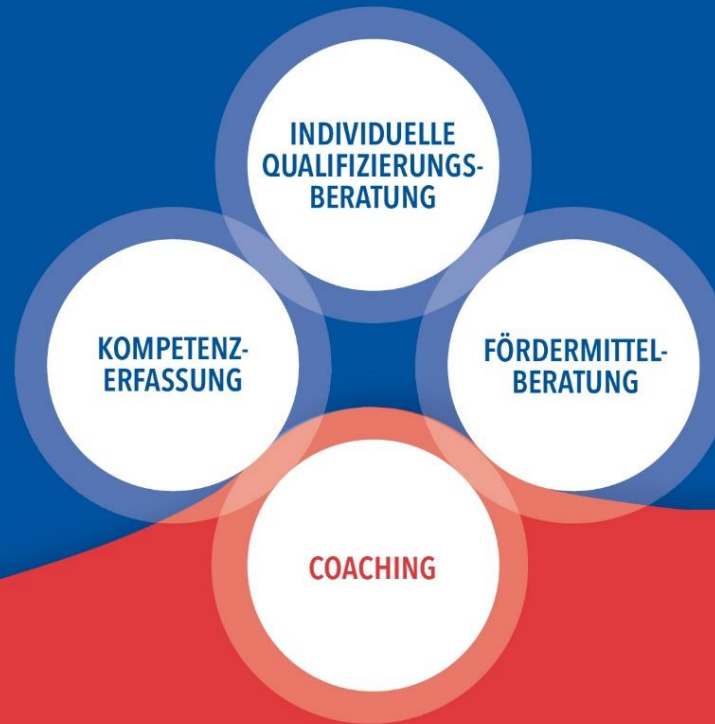 INDIVIDUELLE
QUALIFIZIERUNGS-
BERATUNG
KOMPETENZ-
ERFASSUNG
FÖRDERMITTEL-
BERATUNG
COACHING